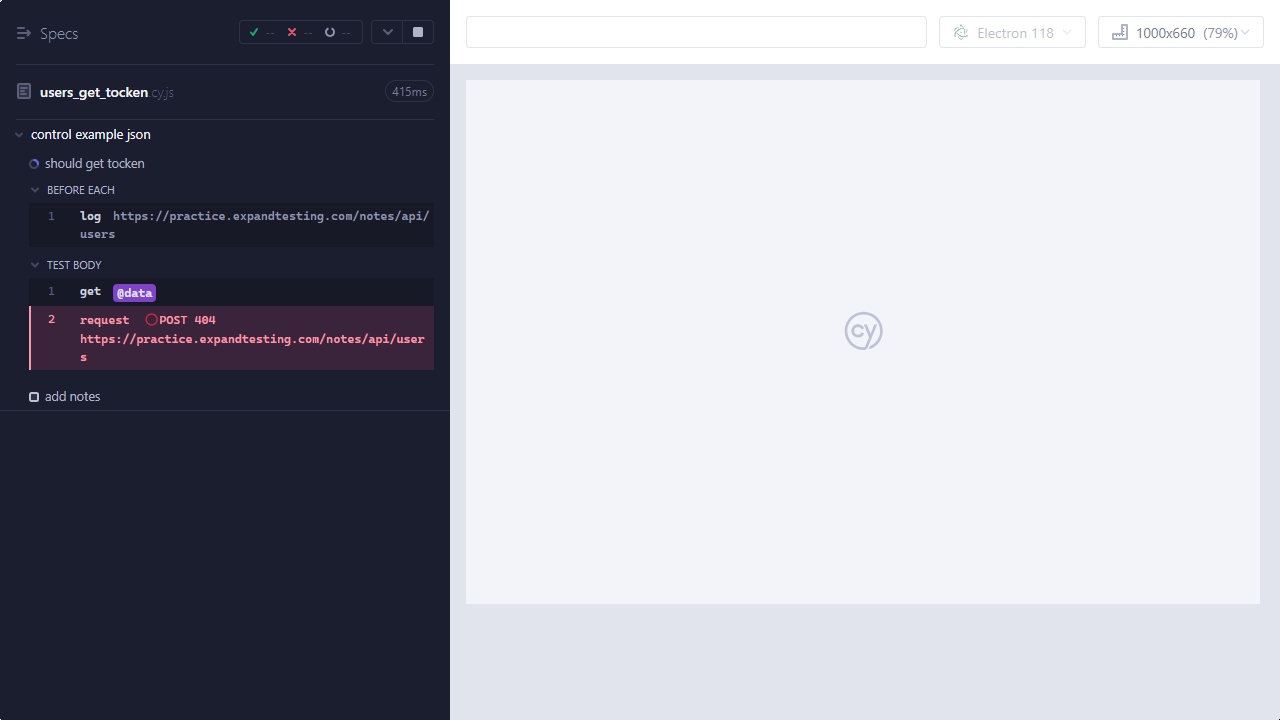 Specs
--
--
--
Electron 118
1000x660 (79%)
users_get_tocken.cy.js
415ms
control example json
should get tocken
BEFORE EACH
1 log https://practice.expandtesting.com/notes/api/
users
TEST BODY
1 get @data
2 request POST 404
https://practice.expandtesting.com/notes/api/user
s
add notes
cy